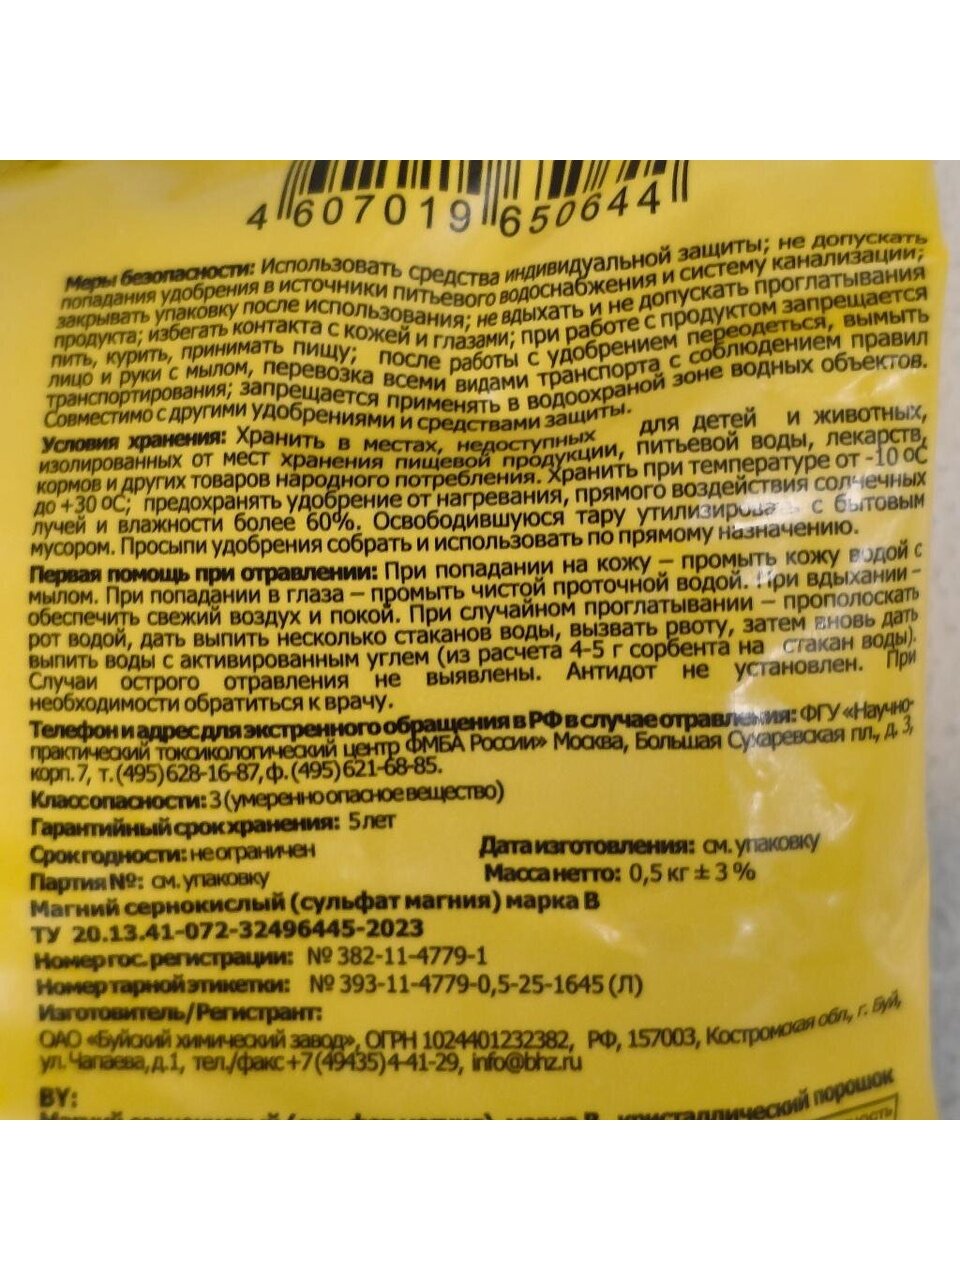 4 607019 650644
Меры безопасности: Использовать средства индивидуальной защиты; не допускать
попадания удобрения в источники питьевого водоснабжения и систему канализации;
закрывать упаковку после использования; не вдыхать и не допускать проглатывания
продукта; избегать контакта с кожей и глазами; при работе с продуктом запрещается
пить, курить, принимать пищу; после работы с удобрением переодеться, вымыть
лицо и руки с мылом, перевозка всеми видами транспорта с соблюдением правил
транспортирования; запрещается применять в водоохраной зоне водных объектов.
Совместимо с другими удобрениями и средствами защиты.
Условия хранения: Хранить в местах, недоступных для детей и животных,
изолированных от мест хранения пищевой продукции, питьевой воды, лекарств,
кормов и других товаров народного потребления. Хранить при температуре от -10 оС
до +30 оС; предохранять удобрение от нагревания, прямого воздействия солнечных
лучей и влажности более 60%. Освободившуюся тару утилизировать с бытовым
мусором. Просыпи удобрения собрать и использовать по прямому назначению.
Первая помощь при отравлении: При попадании на кожу – промыть кожу водой с
мылом. При попадании в глаза – промыть чистой проточной водой. При вдыхании -
обеспечить свежий воздух и покой. При случайном проглатывании – прополоскать
рот водой, дать выпить несколько стаканов воды, вызвать рвоту, затем вновь дать
выпить воды с активированным углем (из расчета 4-5 г сорбента на стакан воды).
Случаи острого отравления не выявлены. Антидот не установлен. При
необходимости обратиться к врачу.
Телефон и адрес для экстренного обращения в РФ в случае отравления: ФГУ «Научно-
практический токсикологический центр ФМБА России» Москва, Большая Сухаревская пл., д. 3,
корп. 7, т.(495)628-16-87, ф.(495)621-68-85.
Класс опасности: 3 (умеренно опасное вещество)
Гарантийный срок хранения: 5 лет
Срок годности: не ограничен Дата изготовления: см. упаковку
Партия №: см. упаковку Масса нетто: 0,5 кг ± 3 %
Магний сернокислый (сульфат магния) марка В
ТУ 20.13.41-072-32496445-2023
Номер гос. регистрации: № 382-11-4779-1
Номер тарной этикетки: № 393-11-4779-0,5-25-1645 (Л)
Изготовитель/Регистрант:
ОАО «Буйский химический завод», ОГРН 1024401232382, РФ, 157003, Костромская обл., г. Буй,
ул. Чапаева, д.1, тел./факс +7 (49435) 4-41-29, info@bhz.ru
BY:
Магний сернокислый (сульфат магния) марка В, кристаллический порошок